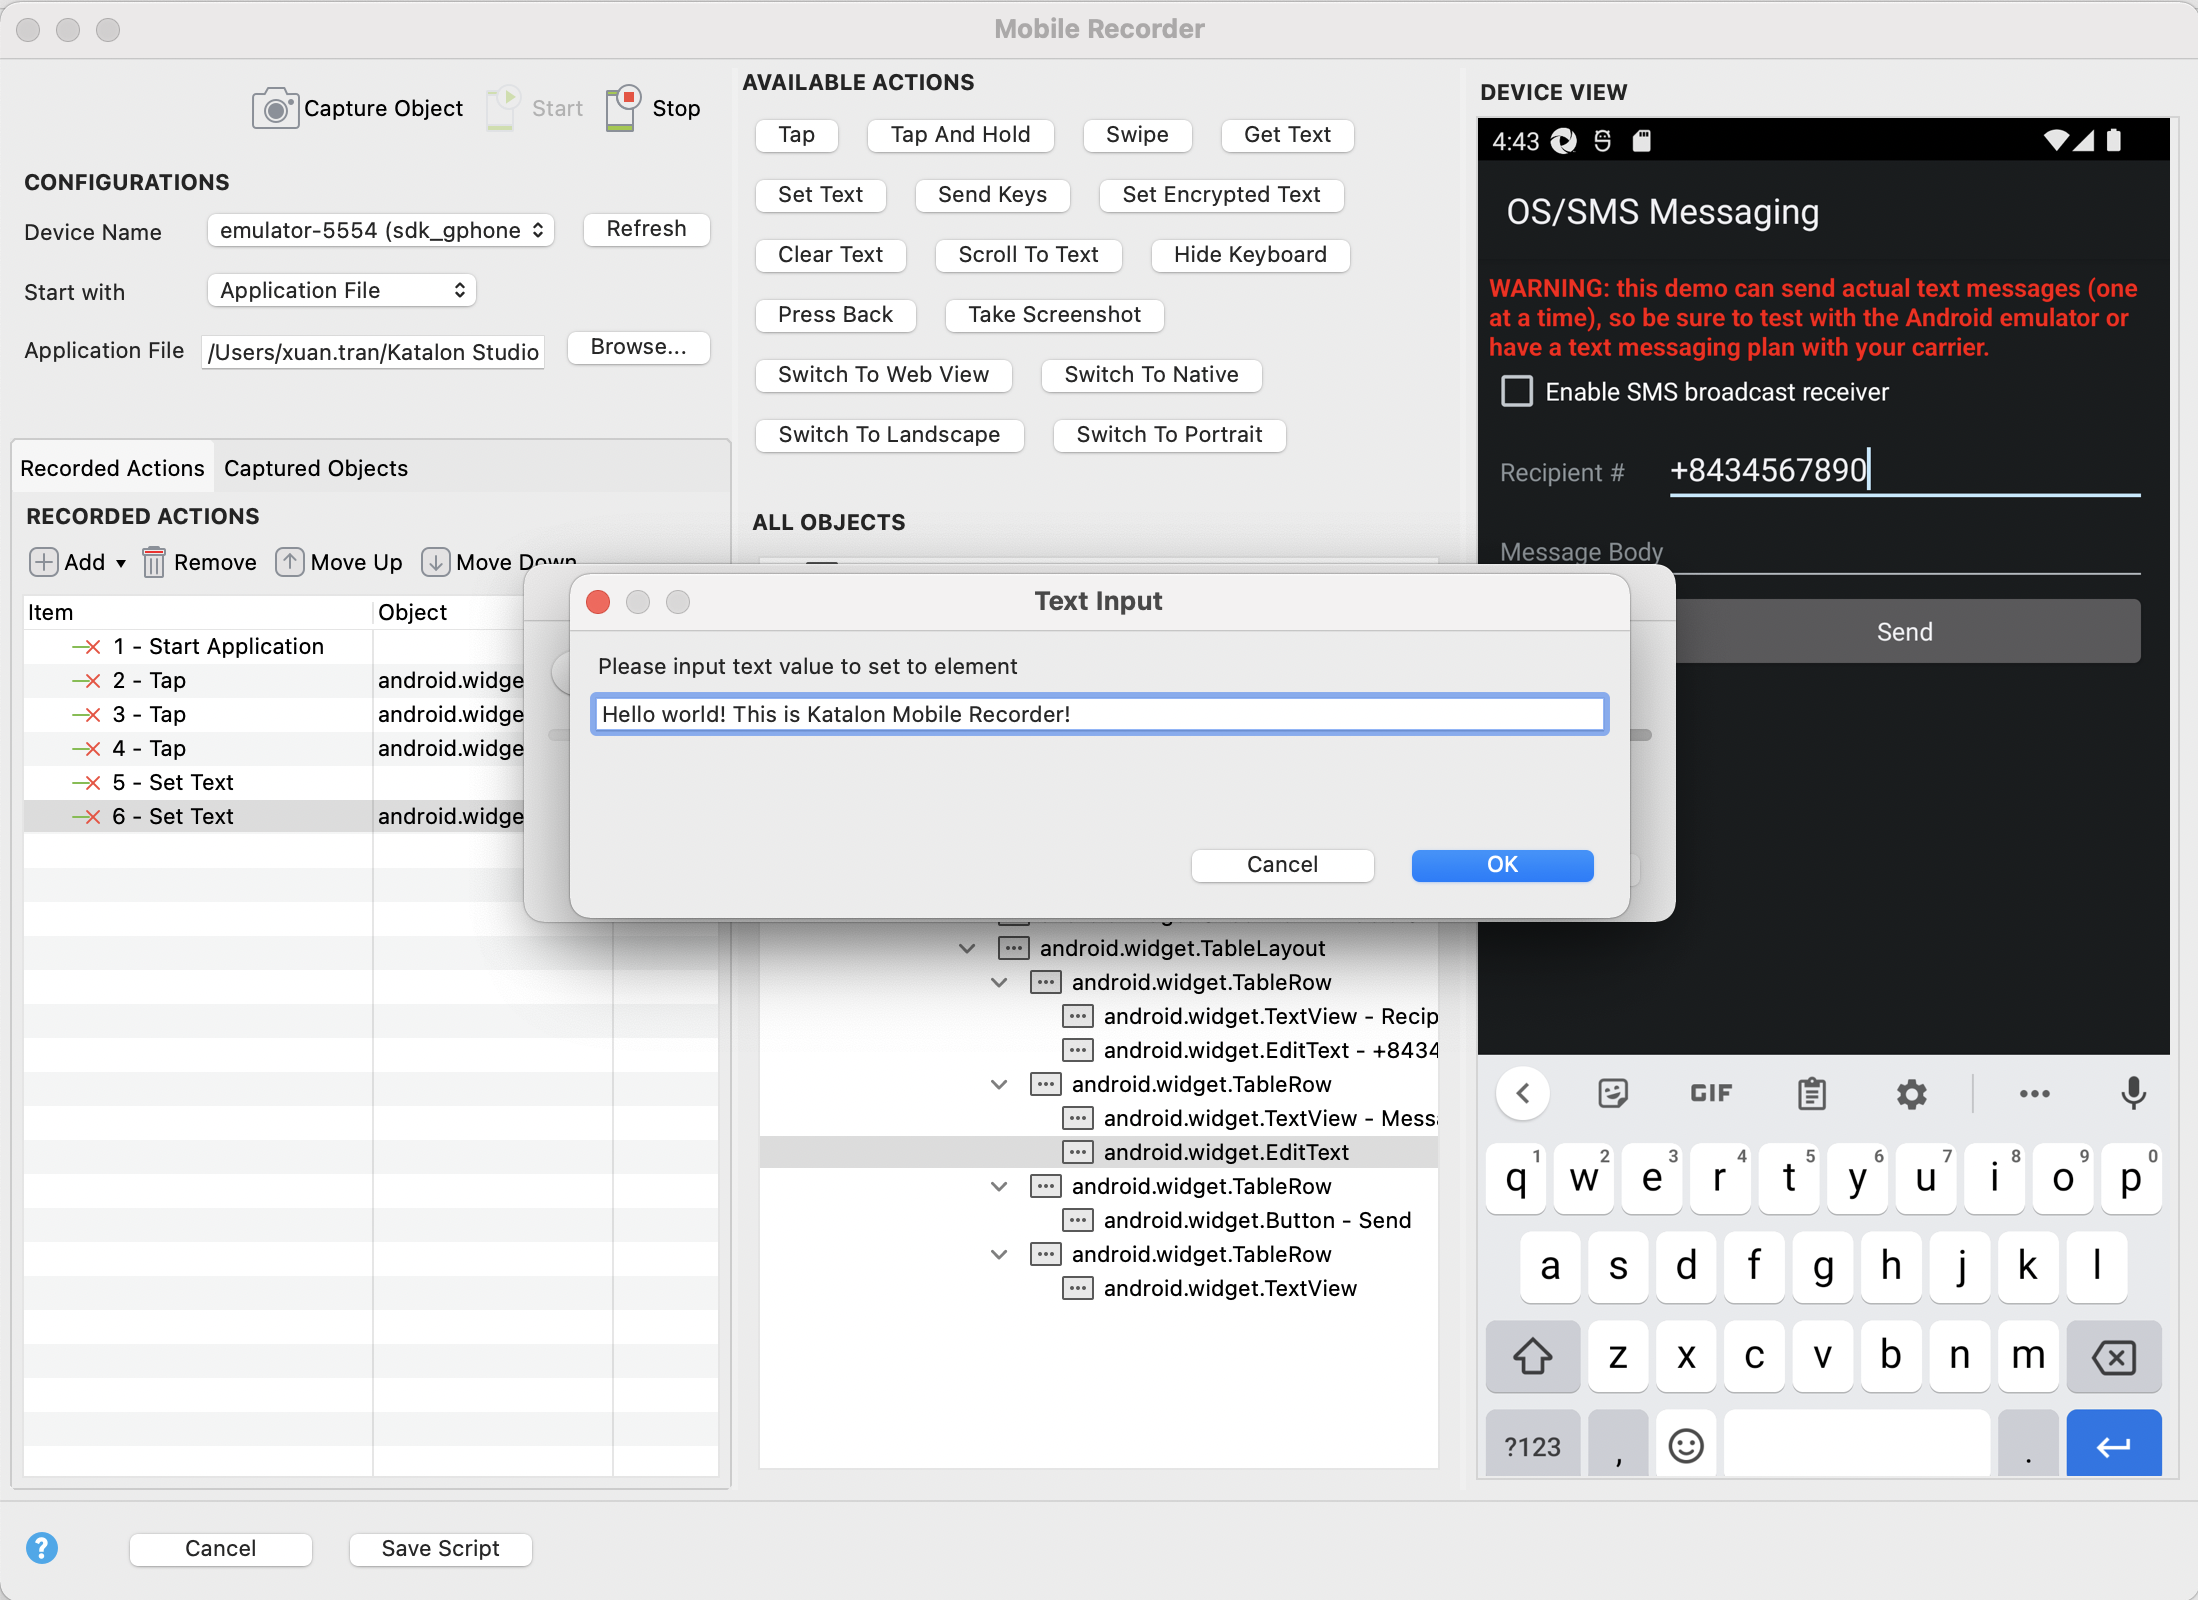 Mobile Recorder
Capture Object
Start
Stop
CONFIGURATIONS
Device Name
emulator-5554 (sdk_gphone
Refresh
Start with
Application File
Application File
/Users/xuan.tran/Katalon Studio
Browse...
Recorded Actions
Captured Objects
RECORDED ACTIONS
Add
Remove
Move Up
Move Down
Item
Object
1 - Start Application
2 - Tap
android.widge
3 - Tap
android.widge
4 - Tap
android.widge
5 - Set Text
6 - Set Text
android.widge
AVAILABLE ACTIONS
Tap
Tap And Hold
Swipe
Get Text
Set Text
Send Keys
Set Encrypted Text
Clear Text
Scroll To Text
Hide Keyboard
Press Back
Take Screenshot
Switch To Web View
Switch To Native
Switch To Landscape
Switch To Portrait
ALL OBJECTS
Text Input
Please input text value to set to element
Hello world! This is Katalon Mobile Recorder!
Cancel
OK
android.widget.TableLayout
android.widget.TableRow
android.widget.TextView - Recip
android.widget.EditText - +8434
android.widget.TableRow
android.widget.TextView - Mess
android.widget.EditText
android.widget.TableRow
android.widget.Button - Send
android.widget.TableRow
android.widget.TextView
DEVICE VIEW
4:43
OS/SMS Messaging
WARNING: this demo can send actual text messages (one
at a time), so be sure to test with the Android emulator or
have a text messaging plan with your carrier.
Enable SMS broadcast receiver
Recipient #
+8434567890
Message Body
Send
GIF
q1 w2 e3 r4 t5 y6 u7 i8 o9 p0
a s d f g h j k l
z x c v b n m
?123 , .
?
Cancel
Save Script